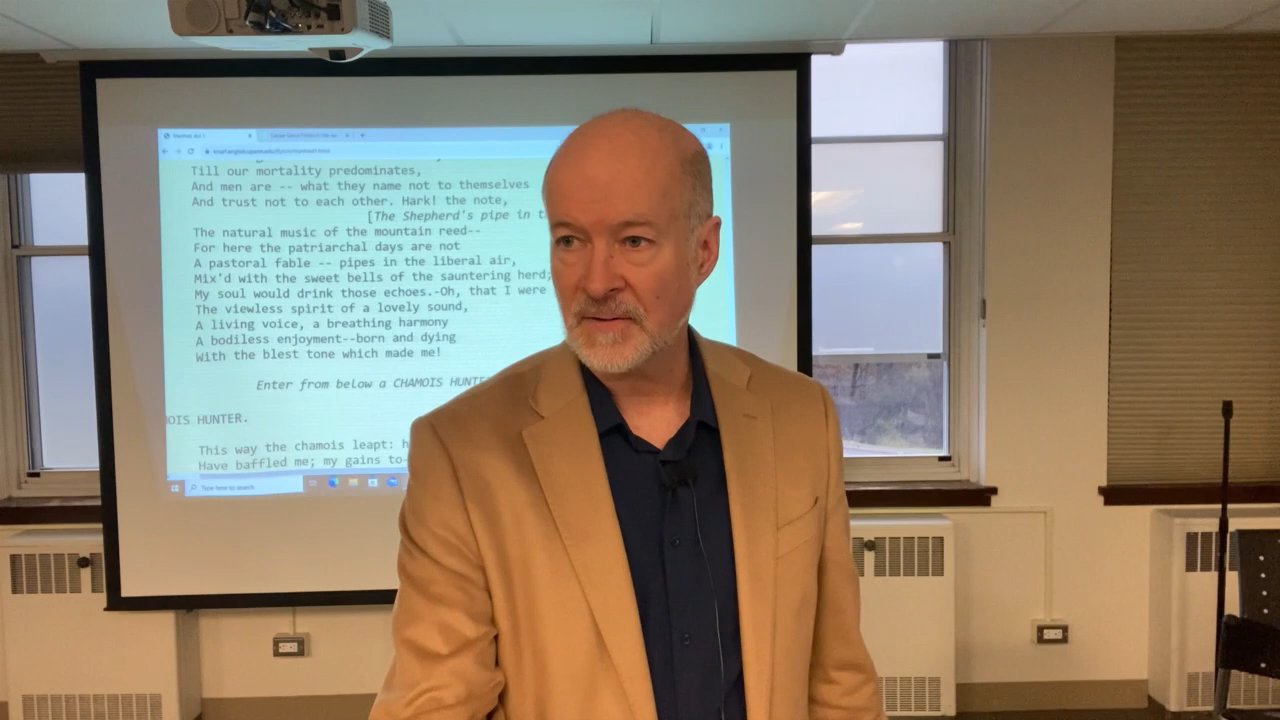 Till our mortality predominates,
And men are -- what they name not to themselves
And trust not to each other. Hark! the note,
[The Shepherd's pipe in
The natural music of the mountain reed--
For here the patriarchal days are not
A pastoral fable -- pipes in the liberal air,
Mix'd with the sweet bells of the sauntering herd;
My soul would drink those echoes.-Oh, that I were
The viewless spirit of a lovely sound,
A living voice, a breathing harmony
A bodiless enjoyment--born and dying
With the blest tone which made me!
Enter from below a CHAMOIS HUNTE
OIS HUNTER.
This way the chamois leapt: h
Have baffled me; my gains to-
Type here to search